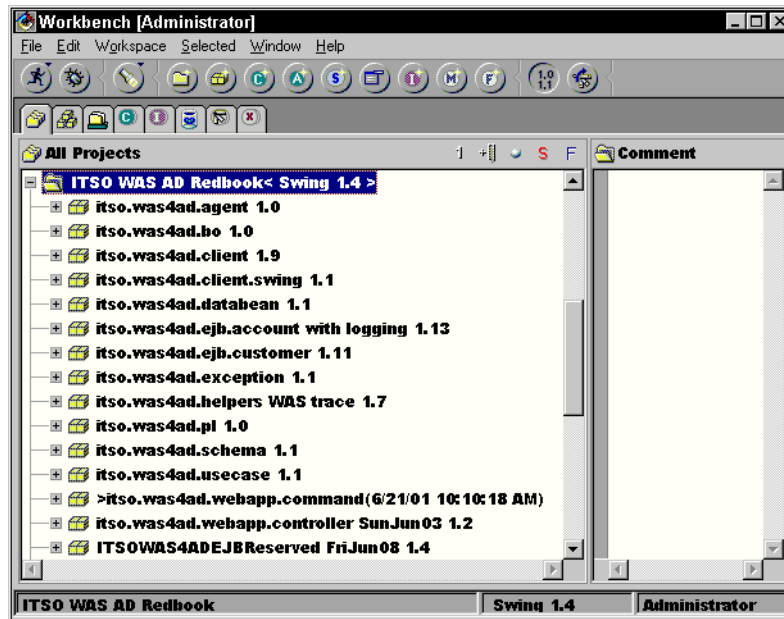 Workbench [Administrator]
File Edit Workspace Selected Window Help
C A S I M F 1.0
1.1
C I
All Projects 1 S F Comment
ITSO WAS AD Redbook< Swing 1.4 >
itso.was4ad.agent 1.0
itso.was4ad.bo 1.0
itso.was4ad.client 1.9
itso.was4ad.client.swing 1.1
itso.was4ad.databean 1.1
itso.was4ad.ejb.account with logging 1.13
itso.was4ad.ejb.customer 1.11
itso.was4ad.exception 1.1
itso.was4ad.helpers WAS trace 1.7
itso.was4ad.pl 1.0
itso.was4ad.schema 1.1
itso.was4ad.usecase 1.1
>itso.was4ad.webapp.command(6/21/01 10:10:18 AM)
itso.was4ad.webapp.controller SunJun03 1.2
ITSOWAS4ADEJBReserved FriJun08 1.4
ITSO WAS AD Redbook Swing 1.4 Administrator